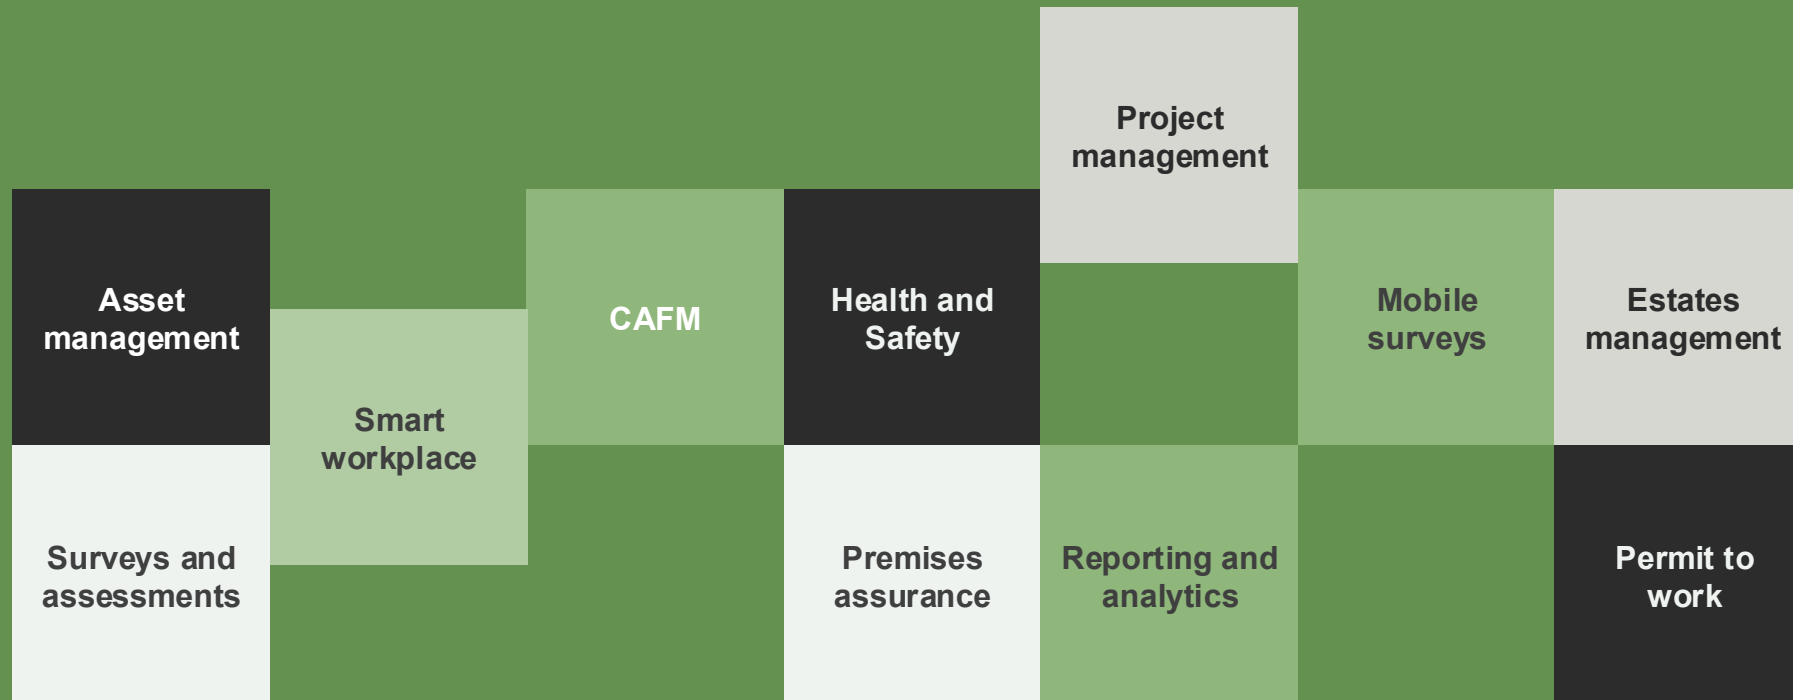 Project
management
Asset
management
CAFM
Health and
Safety
Mobile
surveys
Estates
management
Smart
workplace
Surveys and
assessments
Premises
assurance
Reporting and
analytics
Permit to
work